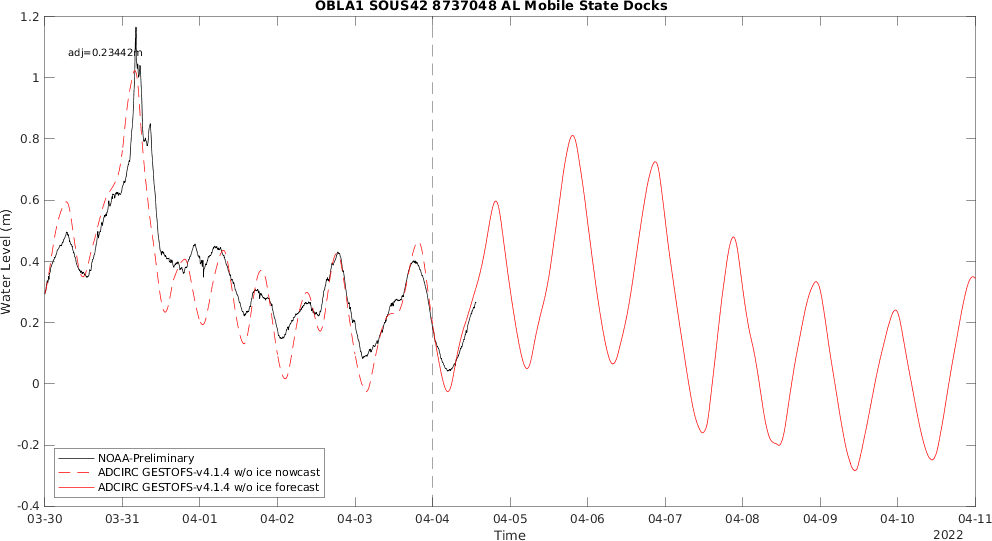 OBLA1 SOUS42 8737048 AL Mobile State Docks
adj=0.23442m
Water Level (m)
1.2
1
0.8
0.6
0.4
0.2
0
-0.2
-0.4
NOAA-Preliminary
ADCIRC GESTOFS-v4.1.4 w/o ice nowcast
ADCIRC GESTOFS-v4.1.4 w/o ice forecast
03-30 03-31 04-01 04-02 04-03 04-04 04-05 04-06 04-07 04-08 04-09 04-10 04-11
Time
2022